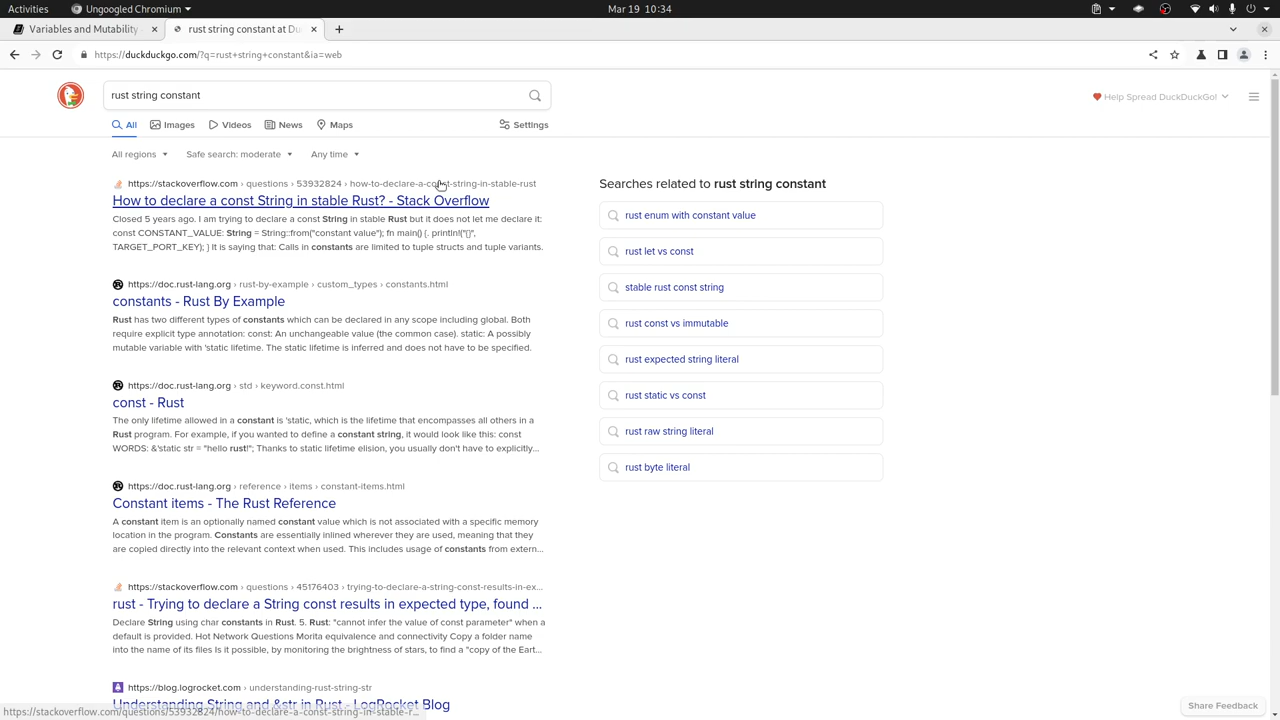 Activities
Ungoogled Chromium
Mar 19 10:34
Variables and Mutability
rust string constant at Du
https://duckduckgo.com/?q=rust+string+constant&ia=web
rust string constant
Help Spread DuckDuckGo!
All
Images
Videos
News
Maps
Settings
All regions
Safe search: moderate
Any time
https://stackoverflow.com › questions › 53932824 › how-to-declare-a-const-string-in-stable-rust
How to declare a const String in stable Rust? - Stack Overflow
Closed 5 years ago. I am trying to declare a const String in stable Rust but it does not let me declare it:
const CONSTANT_VALUE: String = String::from("constant value"); fn main() {. println!("{}",
TARGET_PORT_KEY); } It is saying that: Calls in constants are limited to tuple structs and tuple variants.
https://doc.rust-lang.org › rust-by-example › custom_types › constants.html
constants - Rust By Example
Rust has two different types of constants which can be declared in any scope including global. Both
require explicit type annotation: const: An unchangeable value (the common case). static: A possibly
mutable variable with 'static lifetime. The static lifetime is inferred and does not have to be specified.
https://doc.rust-lang.org › std › keyword.const.html
const - Rust
The only lifetime allowed in a constant is 'static, which is the lifetime that encompasses all others in a
Rust program. For example, if you wanted to define a constant string, it would look like this: const
WORDS: &'static str = "hello rust!"; Thanks to static lifetime elision, you usually don't have to explicitly...
https://doc.rust-lang.org › reference › items › constant-items.html
Constant items - The Rust Reference
A constant item is an optionally named constant value which is not associated with a specific memory
location in the program. Constants are essentially inlined wherever they are used, meaning that they
are copied directly into the relevant context when used. This includes usage of constants from extern...
https://stackoverflow.com › questions › 45176403 › trying-to-declare-a-string-const-results-in-ex...
rust - Trying to declare a String const results in expected type, found ...
Declare String using char constants in Rust. 5. Rust: "cannot infer the value of const parameter" when a
default is provided. Hot Network Questions Morita equivalence and connectivity Copy a folder name
into the name of its files Is it possible, by monitoring the brightness of stars, to find a "copy of the Eart...
https://blog.logrocket.com › understanding-rust-string-str
Understanding String and &str in Rust - LogRocket Blog
https://stackoverflow.com/questions/53932824/how-to-declare-a-const-string-in-stable-r...
Searches related to rust string constant
rust enum with constant value
rust let vs const
stable rust const string
rust const vs immutable
rust expected string literal
rust static vs const
rust raw string literal
rust byte literal
Share Feedback